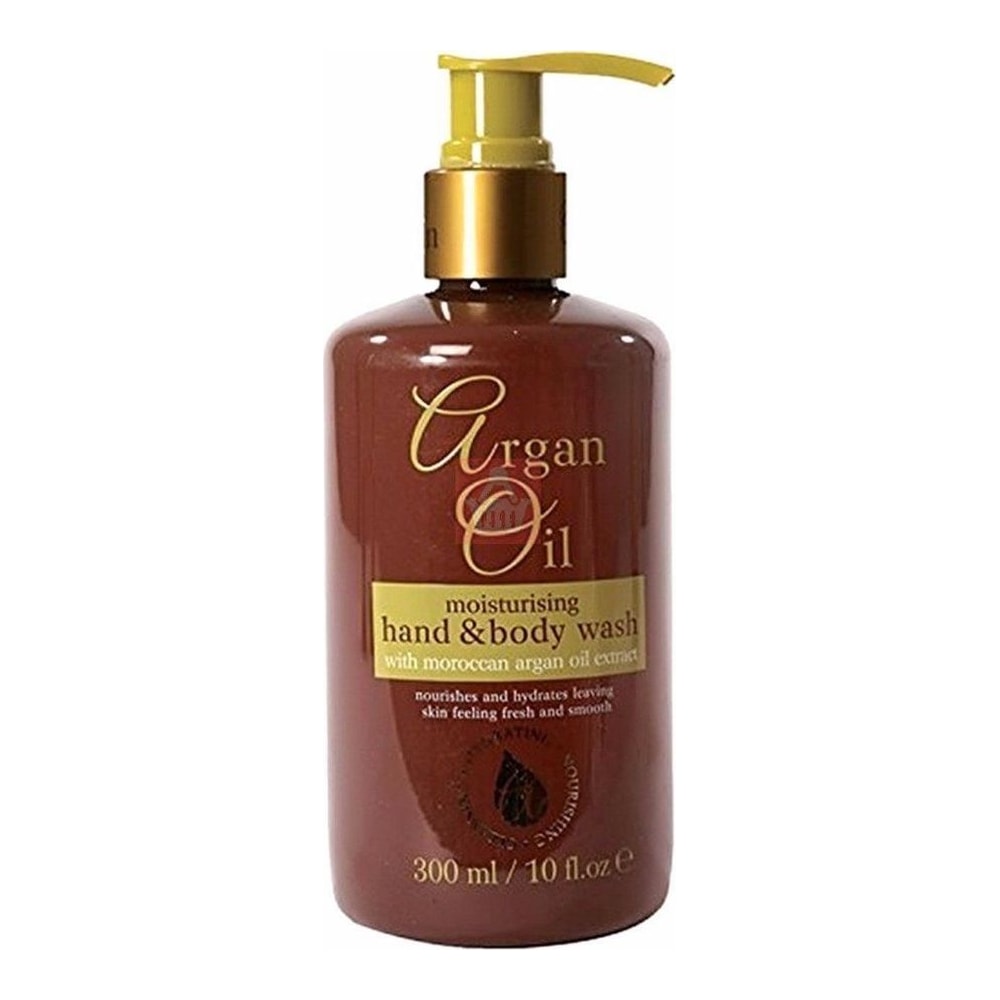 n
Argan
Oil
moisturising
hand & body wash
with moroccan argan oil extract
nourishes and hydrates leaving
skin feeling fresh and smooth
NOURISHING
300 ml / 10 fl.oz ℮